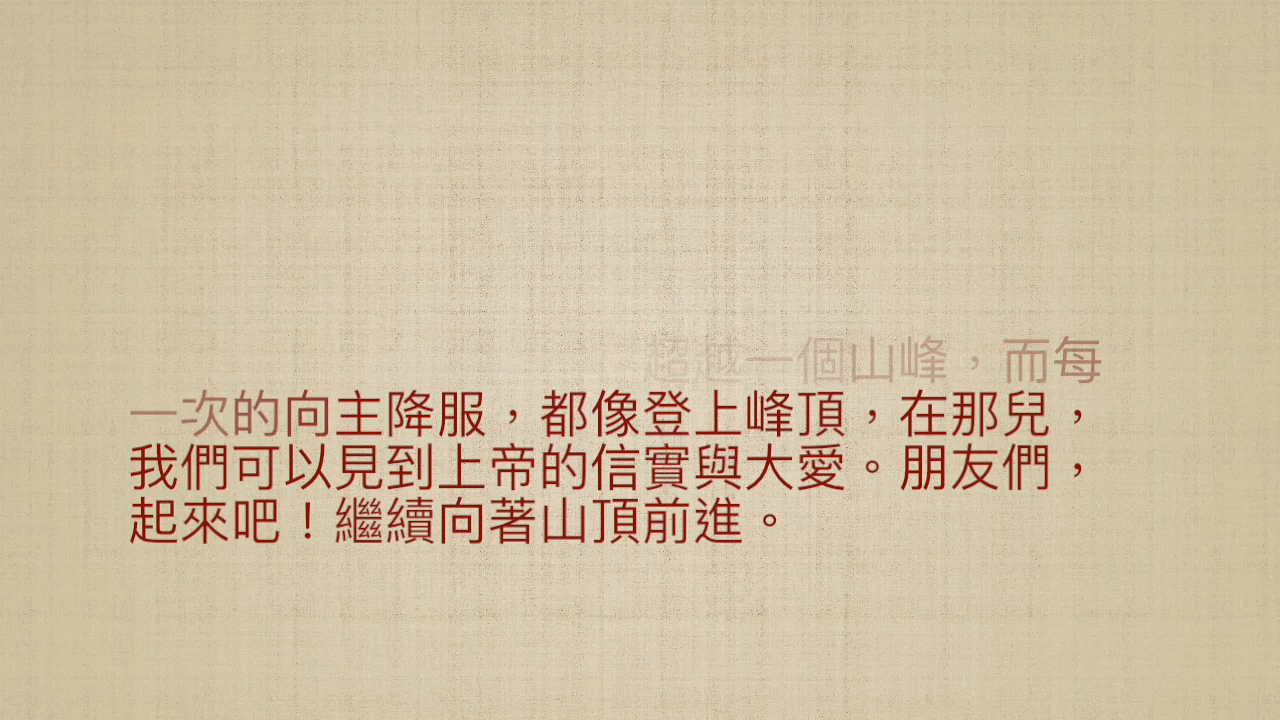 超越一個山峰，而每
一次的向主降服，都像登上峰頂，在那兒，
我們可以見到上帝的信實與大愛。朋友們，
起來吧！繼續向著山頂前進。